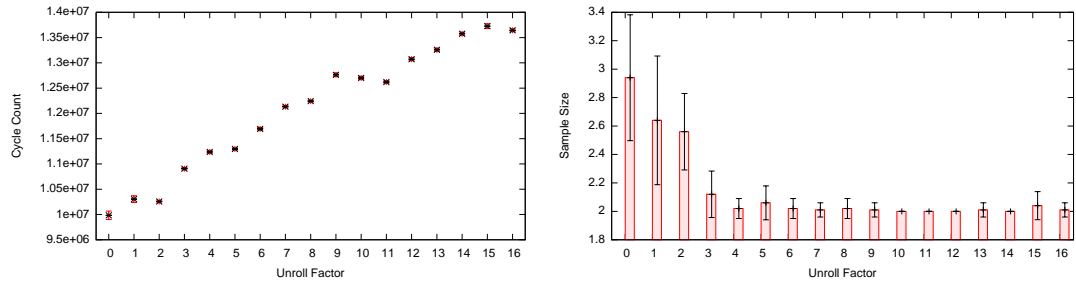 1.4e+07
1.35e+07
1.3e+07
1.25e+07
1.2e+07
1.15e+07
1.1e+07
1.05e+07
1e+07
9.5e+06
Cycle Count
0 1 2 3 4 5 6 7 8 9 10 11 12 13 14 15 16
Unroll Factor
3.4
3.2
3
2.8
2.6
2.4
2.2
2
1.8
Sample Size
0 1 2 3 4 5 6 7 8 9 10 11 12 13 14 15 16
Unroll Factor